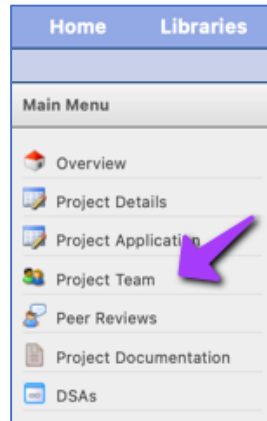 Home Libraries
Main Menu
Overview
Project Details
Project Application
Project Team
Peer Reviews
Project Documentation
DSAs